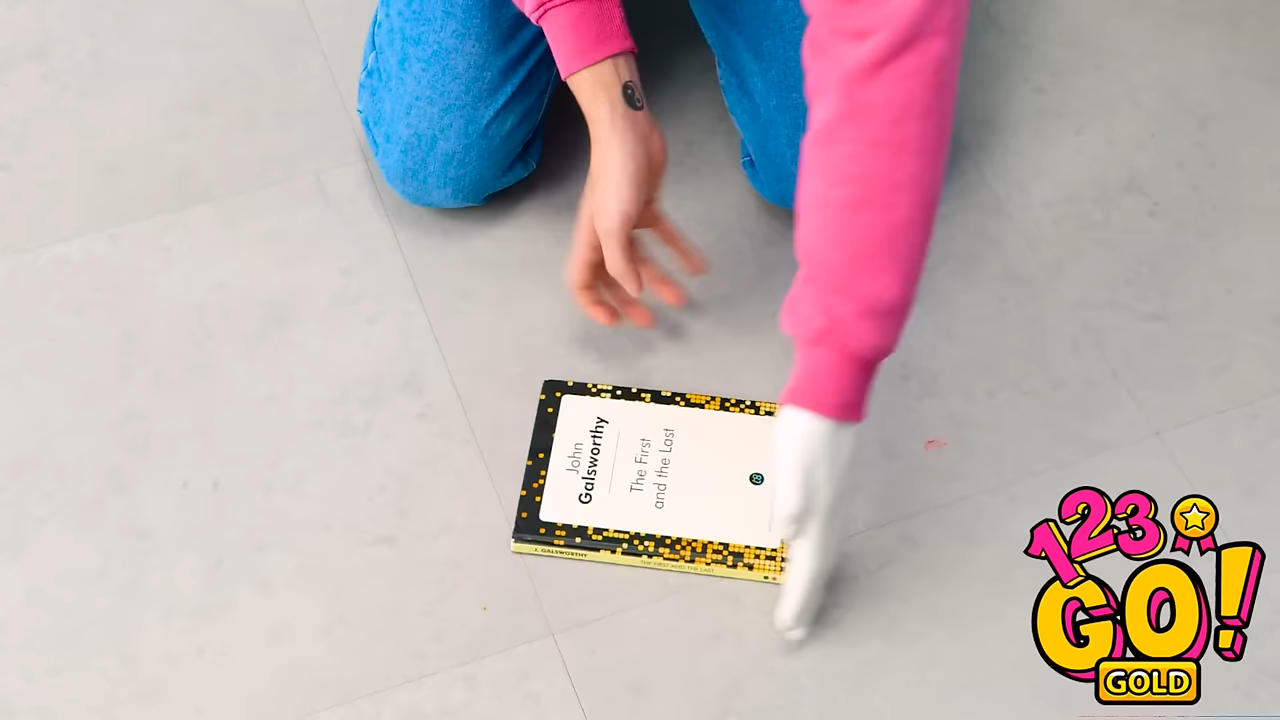 John
Galsworthy
The First
and the Last
J. GALSWORTHY
THE FIRST AND THE LAST
123
GO!
GOLD